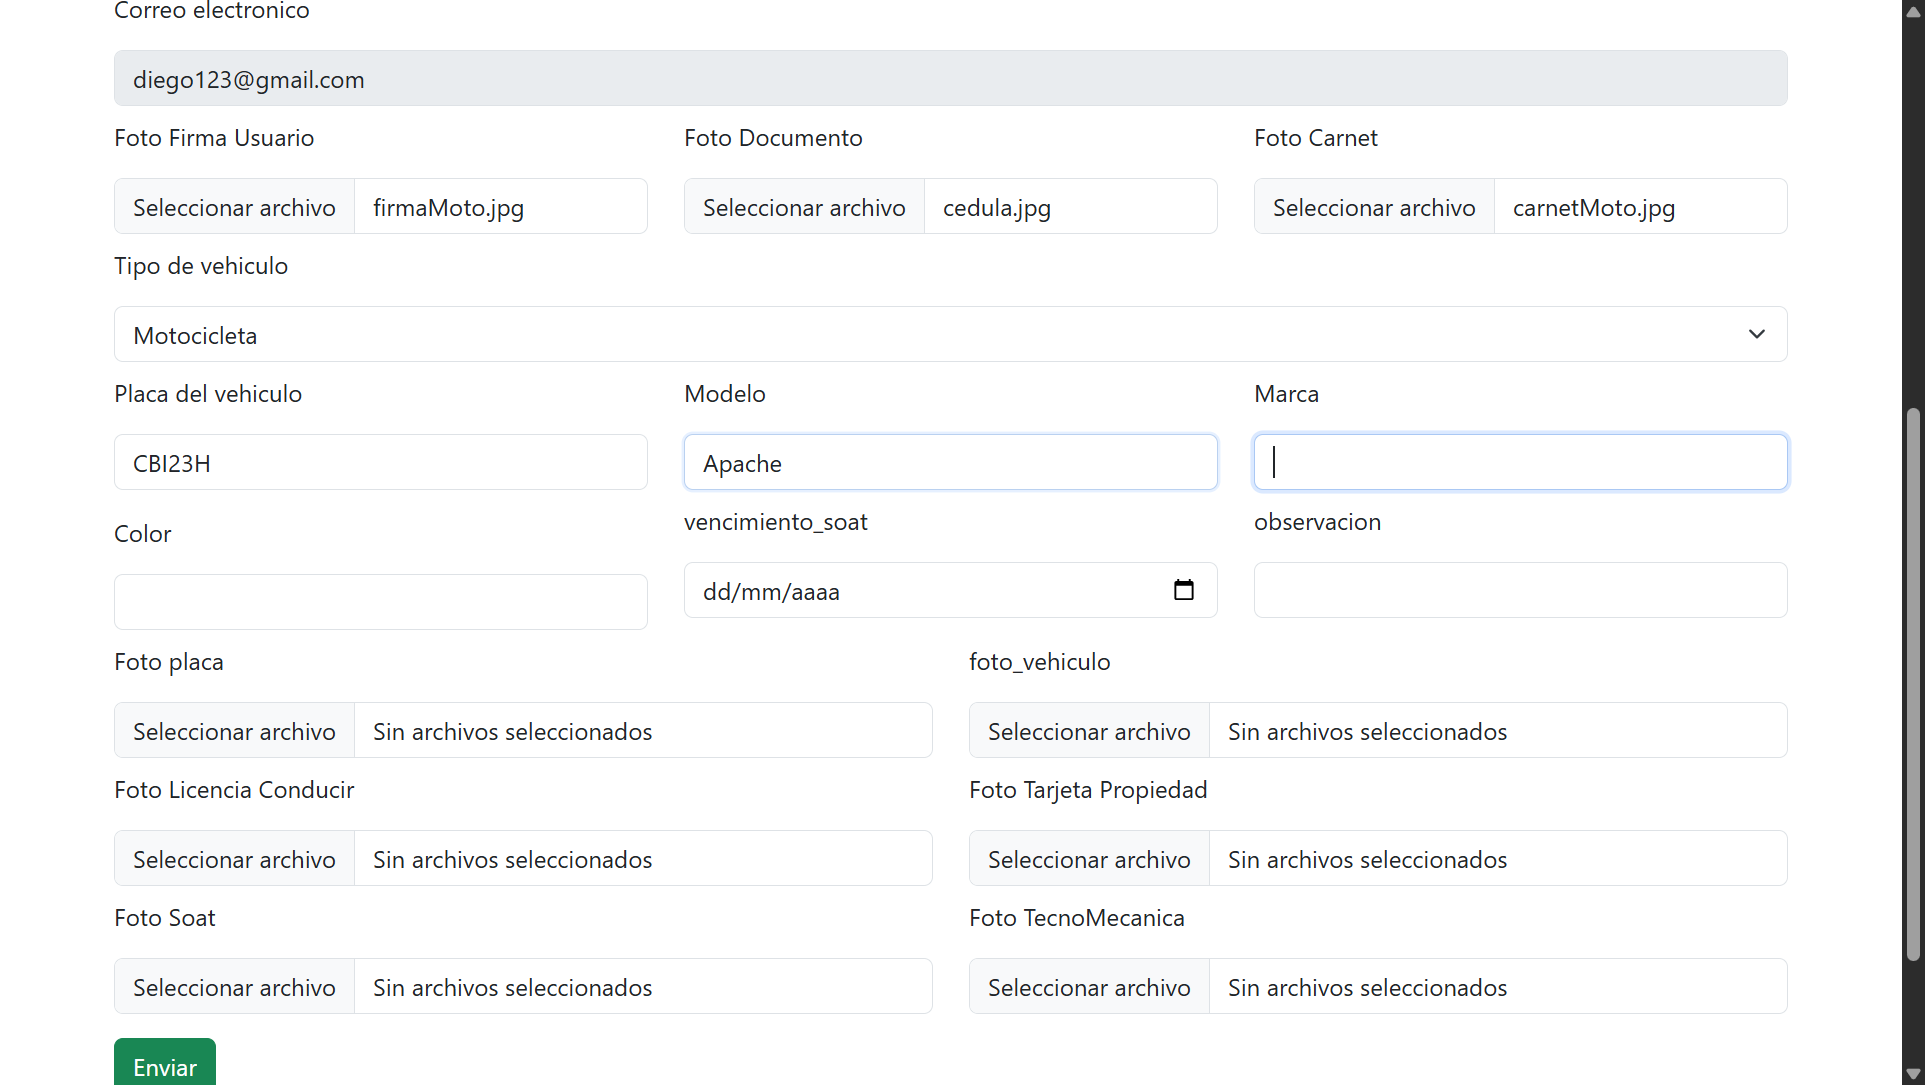 Correo electronico
diego123@gmail.com
Foto Firma Usuario Foto Documento Foto Carnet
Seleccionar archivo firmaMoto.jpg Seleccionar archivo cedula.jpg Seleccionar archivo carnetMoto.jpg
Tipo de vehiculo
Motocicleta
Placa del vehiculo Modelo Marca
CBI23H Apache
Color vencimiento_soat observacion
dd/mm/aaaa
Foto placa foto_vehiculo
Seleccionar archivo Sin archivos seleccionados Seleccionar archivo Sin archivos seleccionados
Foto Licencia Conducir Foto Tarjeta Propiedad
Seleccionar archivo Sin archivos seleccionados Seleccionar archivo Sin archivos seleccionados
Foto Soat Foto TecnoMecanica
Seleccionar archivo Sin archivos seleccionados Seleccionar archivo Sin archivos seleccionados
Enviar